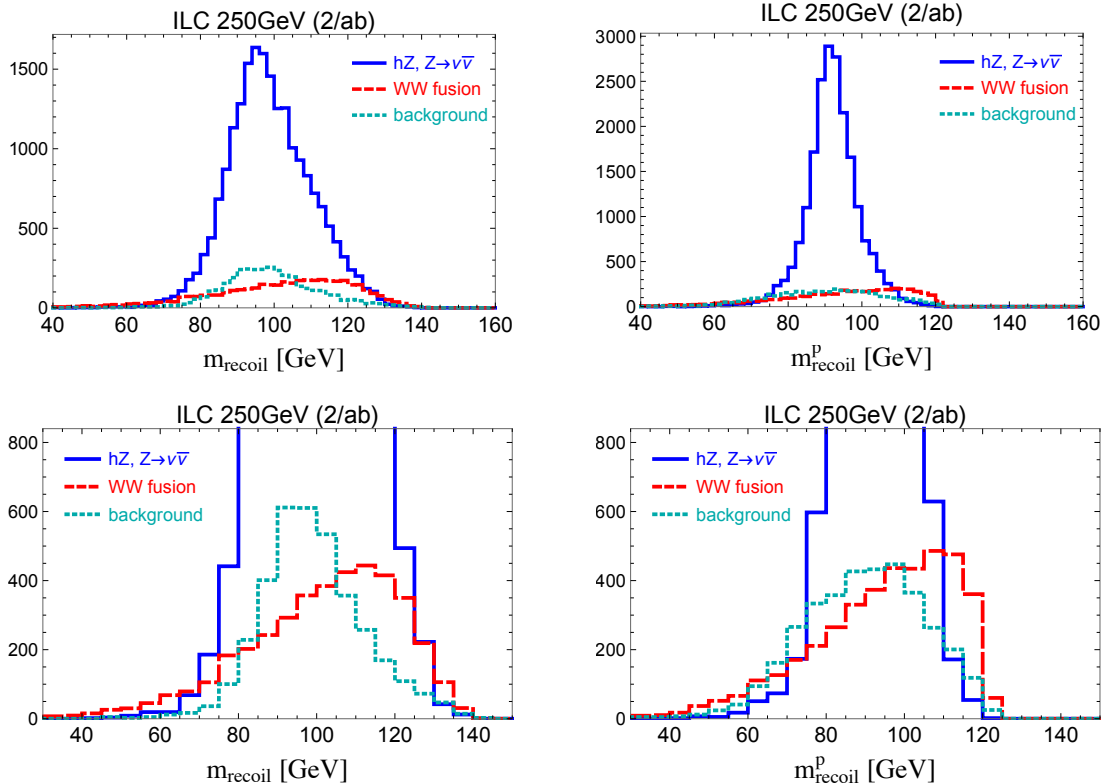 ILC 250GeV (2/ab)
1500
1000
500
0
40 60 80 100 120 140 160
hZ, Z→νν̄
WW fusion
background
m_recoil [GeV]
ILC 250GeV (2/ab)
3000
2500
2000
1500
1000
500
0
40 60 80 100 120 140 160
hZ, Z→νν̄
WW fusion
background
m^p_recoil [GeV]
ILC 250GeV (2/ab)
800
600
400
200
0
40 60 80 100 120 140
hZ, Z→νν̄
WW fusion
background
m_recoil [GeV]
ILC 250GeV (2/ab)
800
600
400
200
0
40 60 80 100 120 140
hZ, Z→νν̄
WW fusion
background
m^p_recoil [GeV]